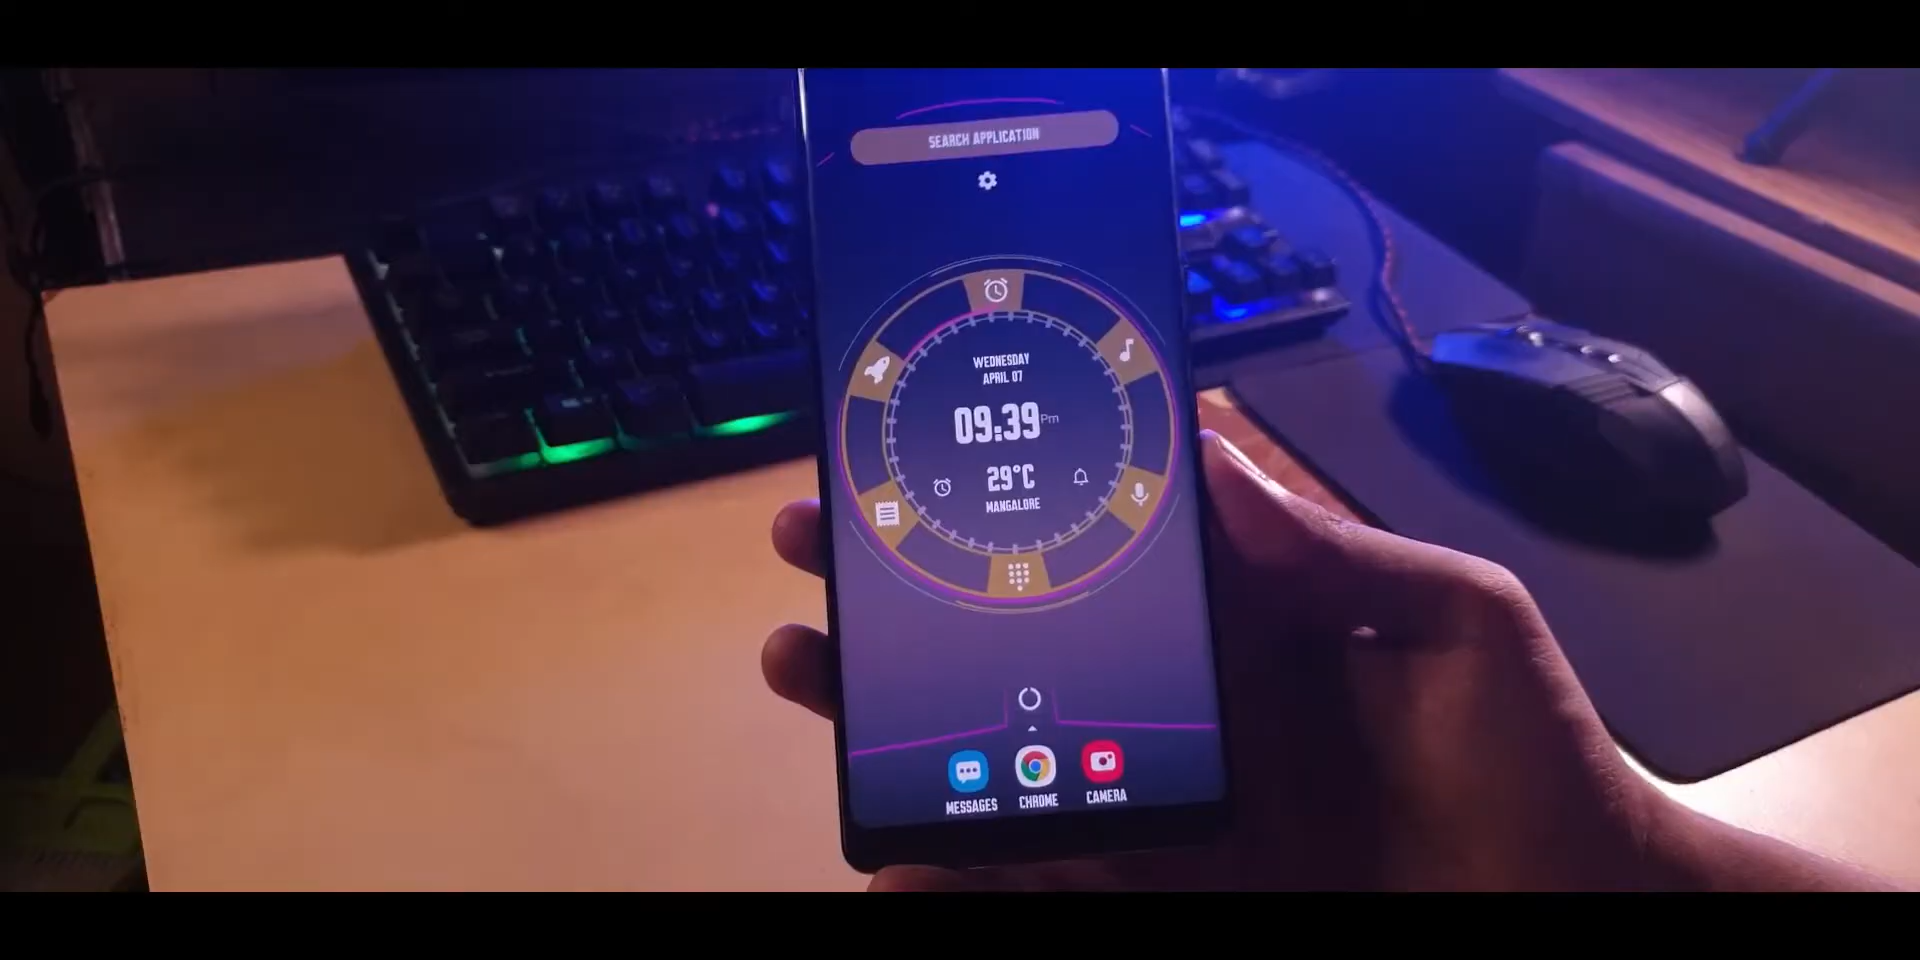 SEARCH APPLICATION
WEDNESDAY
APRIL 07
09:39 Pm
29°C
MANGALORE
MESSAGES
CHROME
CAMERA